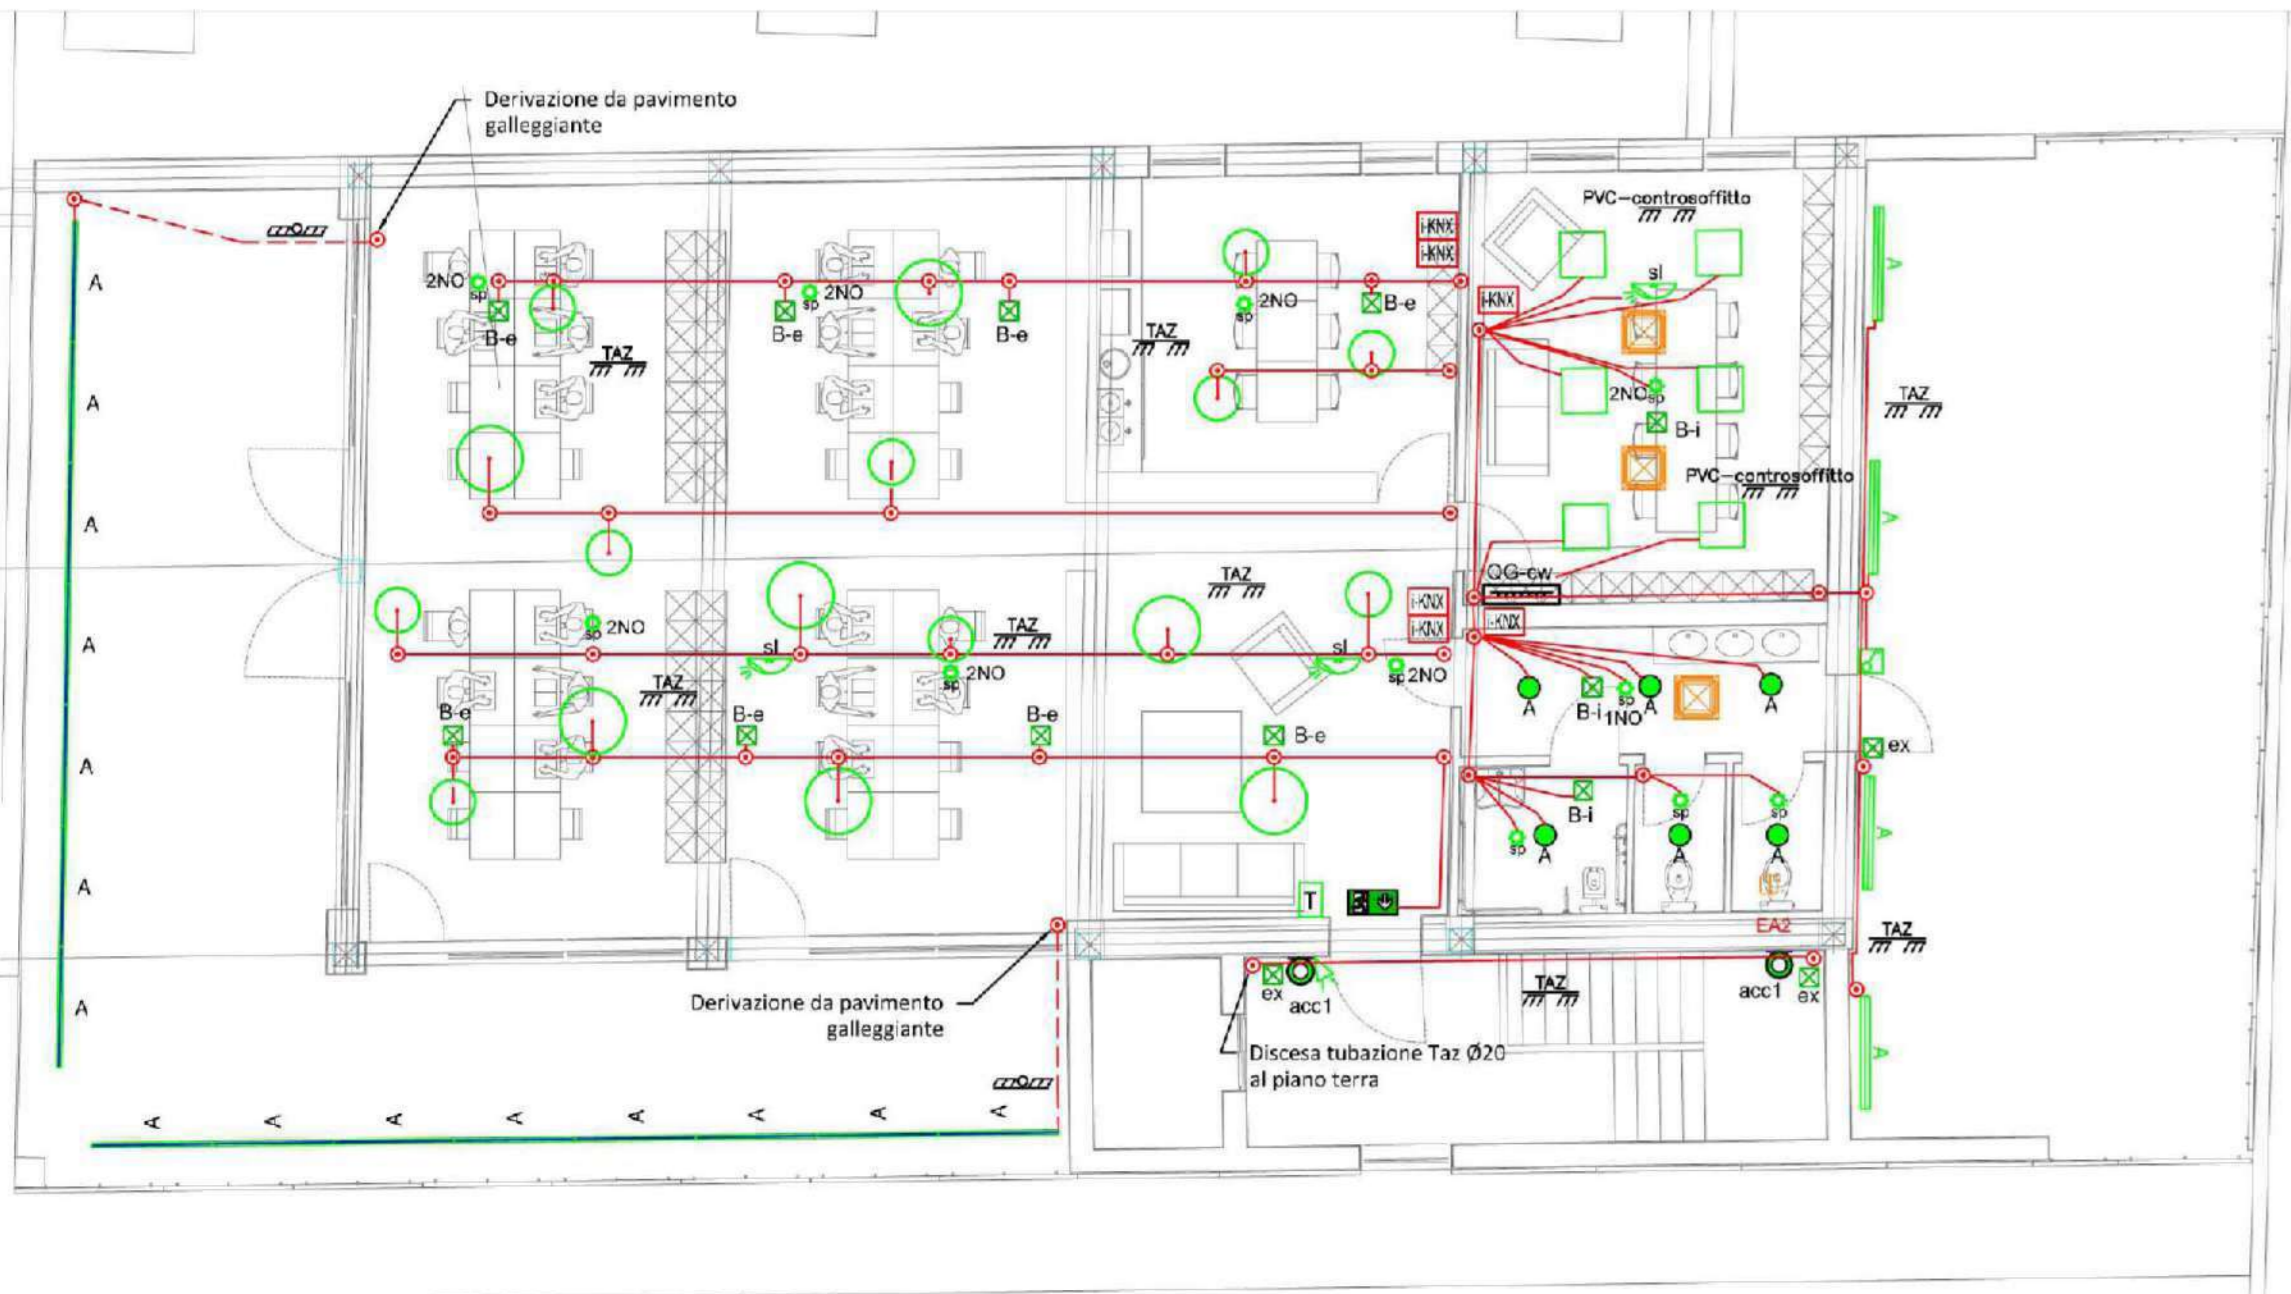 Derivazione da pavimento
galleggiante
PVC-controsoffitto
i-KNX
i-KNX
A
sl
A
2NO
sp
2NO
sp
2NO
sp
B-e
i-KNX
B-e
B-e
B-e
TAZ
TAZ
2NO
sp
TAZ
A
B-i
PVC-controsoffitto
A
A
QG-cw
TAZ
i-KNX
i-KNX
i-KNX
sp
2NO
TAZ
A
sl
sl
sp
2NO
sp
2NO
TAZ
A
B-i
sp
1NO
A
A
B-e
B-e
B-e
B-e
ex
A
B-i
sp
sp
A
sp
A
A
A
A
T
EA2
TAZ
Derivazione da pavimento
galleggiante
ex
acc1
TAZ
acc1
ex
A
Discesa tubazione Taz Ø20
al piano terra
A
A
A
A
A
A
A
A
A